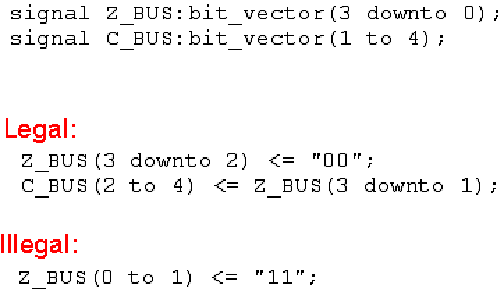 signal Z_BUS:bit_vector(3 downto 0);
signal C_BUS:bit_vector(1 to 4);
Legal:
Z_BUS(3 downto 2) <= "00";
C_BUS(2 to 4) <= Z_BUS(3 downto 1);
Illegal:
Z_BUS(0 to 1) <= "11";